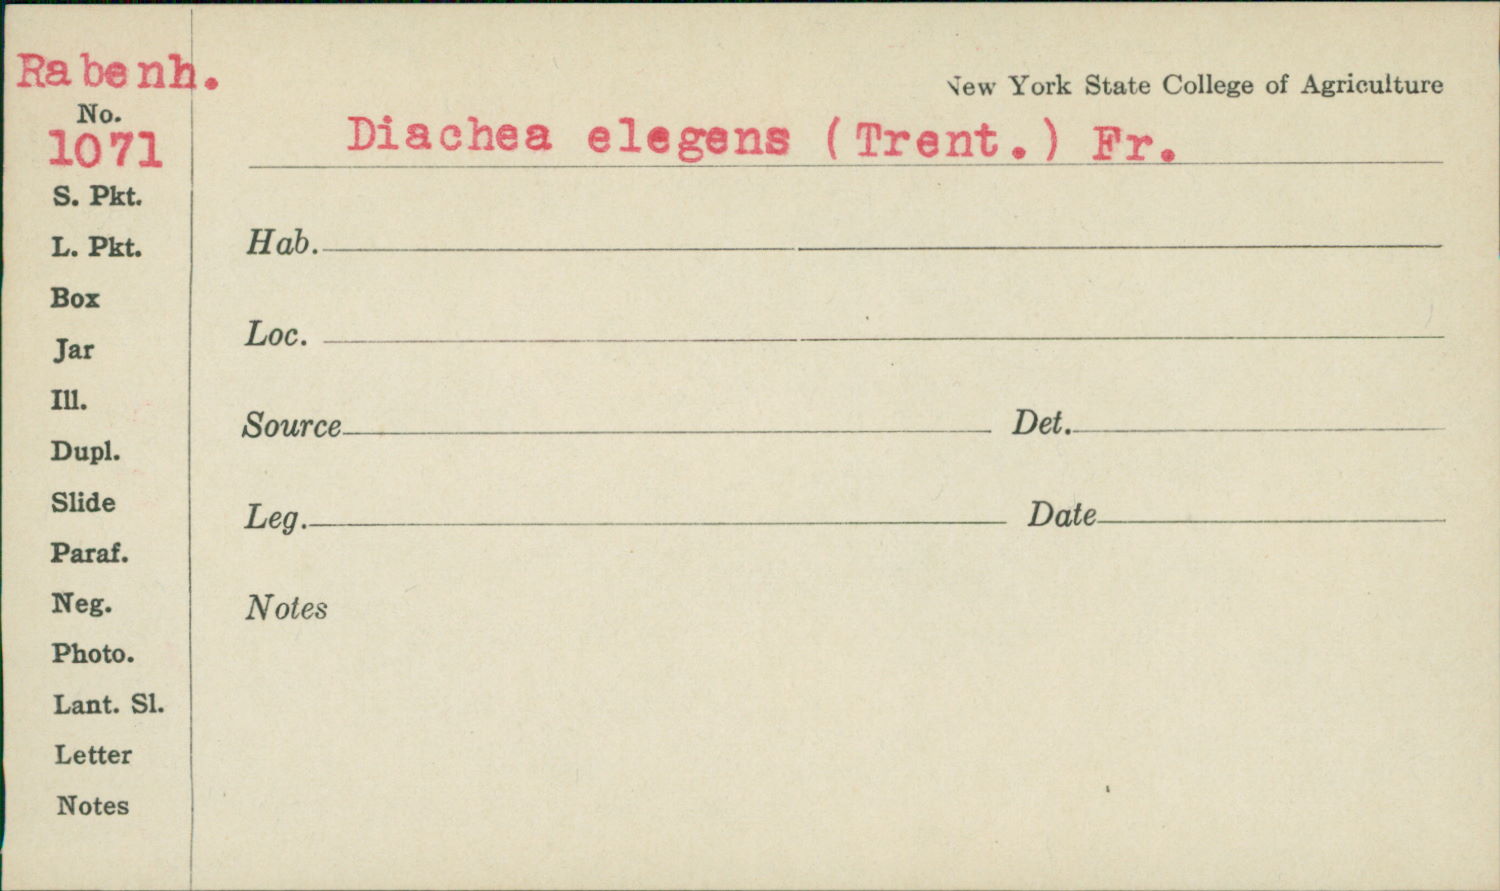 Rabenh.
No.
1071
S. Pkt.
L. Pkt.
Box
Jar
Ill.
Dupl.
Slide
Paraf.
Neg.
Photo.
Lant. Sl.
Letter
Notes
New York State College of Agriculture
Diachea elegens (Trent.) Fr.
Hab.
Loc.
Source Det.
Leg. Date
Notes